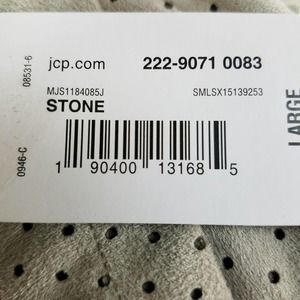 jcp.com 222-9071 0083
MJS1184085J SMLSX15139253
STONE
1 90400 13168 5
08531-6
0946-C
LARGE